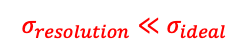 σ_resolution ≪ σ_ideal